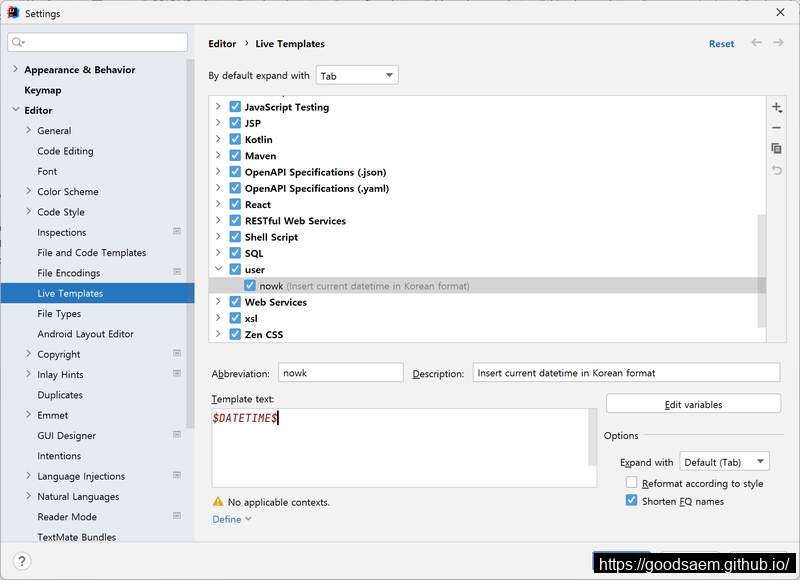 Settings
Editor › Live Templates
Reset
Appearance & Behavior
Keymap
Editor
General
Code Editing
Font
Color Scheme
Code Style
Inspections
File and Code Templates
File Encodings
Live Templates
File Types
Android Layout Editor
Copyright
Inlay Hints
Duplicates
Emmet
GUI Designer
Intentions
Language Injections
Natural Languages
Reader Mode
TextMate Bundles
By default expand with Tab
JavaScript Testing
JSP
Kotlin
Maven
OpenAPI Specifications (.json)
OpenAPI Specifications (.yaml)
React
RESTful Web Services
Shell Script
SQL
user
nowk (Insert current datetime in Korean format)
Web Services
xsl
Zen CSS
Abbreviation: nowk Description: Insert current datetime in Korean format
Template text:
$DATETIME$
Edit variables
Options
Expand with Default (Tab)
Reformat according to style
Shorten FQ names
No applicable contexts.
Define
?
https://goodsaem.github.io/